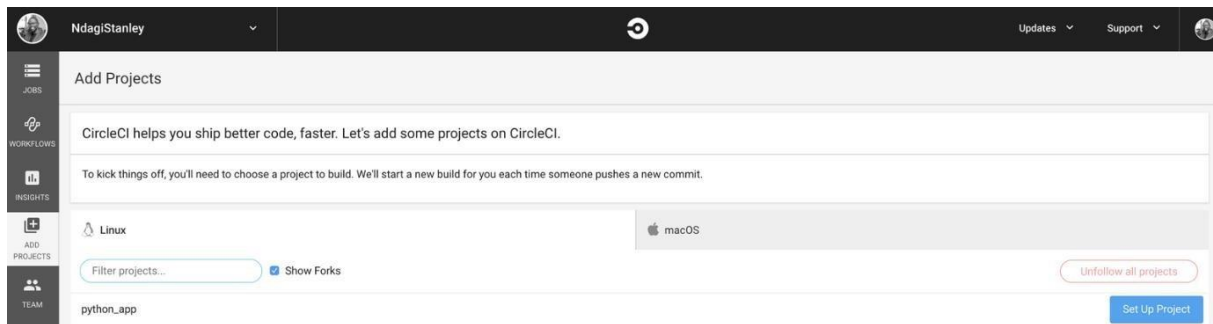 NdagiStanley
Updates
Support
JOBS
WORKFLOWS
INSIGHTS
ADD
PROJECTS
TEAM
Add Projects
CircleCI helps you ship better code, faster. Let's add some projects on CircleCI.
To kick things off, you'll need to choose a project to build. We'll start a new build for you each time someone pushes a new commit.
Linux
macOS
Filter projects...
Show Forks
Unfollow all projects
python_app
Set Up Project